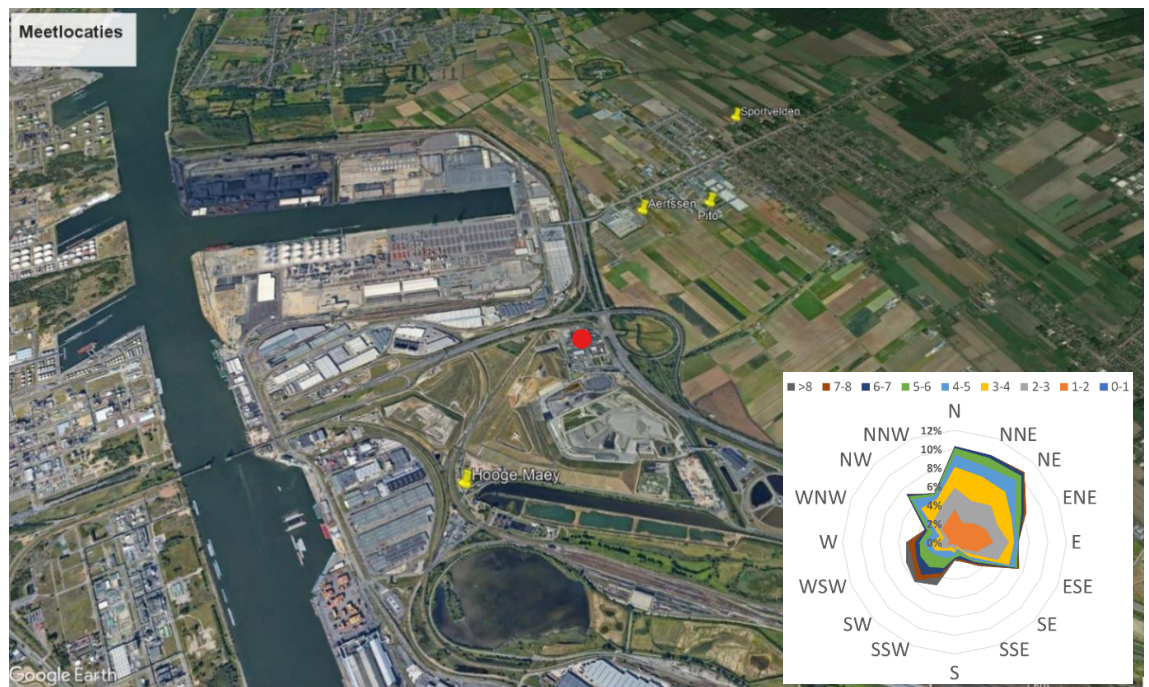 Meetlocaties
Sportvelden
Aertssen
Pito
Hooge Maey
>8 7-8 6-7 5-6 4-5 3-4 2-3 1-2 0-1
N
NNW 12% NNE
10%
NW 8% NE
6%
WNW 4% ENE
2%
W 0% E
WSW ESE
SW SE
SSW SSE
S
Google Earth